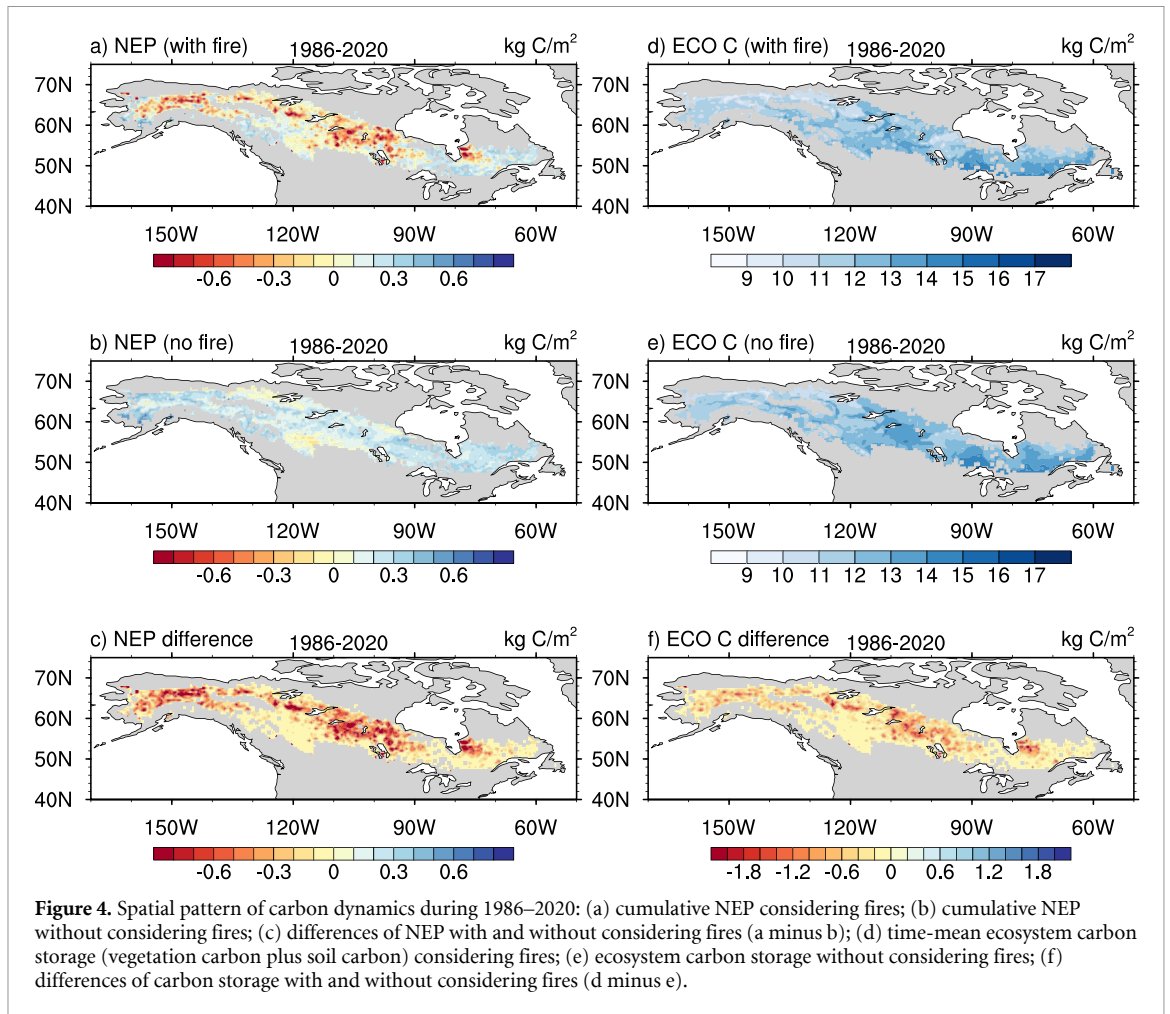 a) NEP (with fire) 1986-2020 kg C/m²
70N
60N
50N
40N
150W 120W 90W 60W
-0.6 -0.3 0 0.3 0.6
d) ECO C (with fire) 1986-2020 kg C/m²
70N
60N
50N
40N
150W 120W 90W 60W
9 10 11 12 13 14 15 16 17
b) NEP (no fire) 1986-2020 kg C/m²
70N
60N
50N
40N
150W 120W 90W 60W
-0.6 -0.3 0 0.3 0.6
e) ECO C (no fire) 1986-2020 kg C/m²
70N
60N
50N
40N
150W 120W 90W 60W
9 10 11 12 13 14 15 16 17
c) NEP difference 1986-2020 kg C/m²
70N
60N
50N
40N
150W 120W 90W 60W
-0.6 -0.3 0 0.3 0.6
f) ECO C difference 1986-2020 kg C/m²
70N
60N
50N
40N
150W 120W 90W 60W
-1.8 -1.2 -0.6 0 0.6 1.2 1.8
Figure 4. Spatial pattern of carbon dynamics during 1986–2020: (a) cumulative NEP considering fires; (b) cumulative NEP
without considering fires; (c) differences of NEP with and without considering fires (a minus b); (d) time-mean ecosystem carbon
storage (vegetation carbon plus soil carbon) considering fires; (e) ecosystem carbon storage without considering fires; (f)
differences of carbon storage with and without considering fires (d minus e).